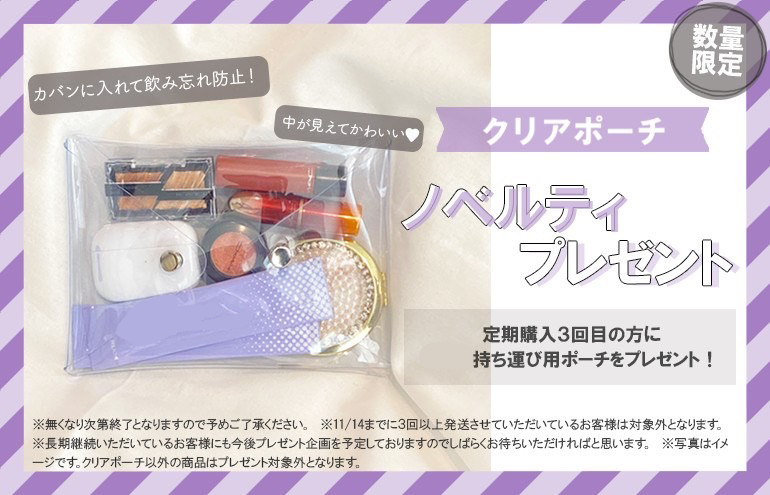 数量
限定
カバンに入れて飲み忘れ防止！
中が見えてかわいい♥
クリアポーチ
ノベルティ
プレゼント
定期購入3回目の方に
持ち運び用ポーチをプレゼント！
※無くなり次第終了となりますので予めご了承ください。　※11/14までに3回以上発送させていただいているお客様は対象外となります。
※長期継続いただいているお客様にも今後プレゼント企画を予定しておりますのでしばらくお待ちいただければと思います。　※写真はイメ
ージです。クリアポーチ以外の商品はプレゼント対象外となります。